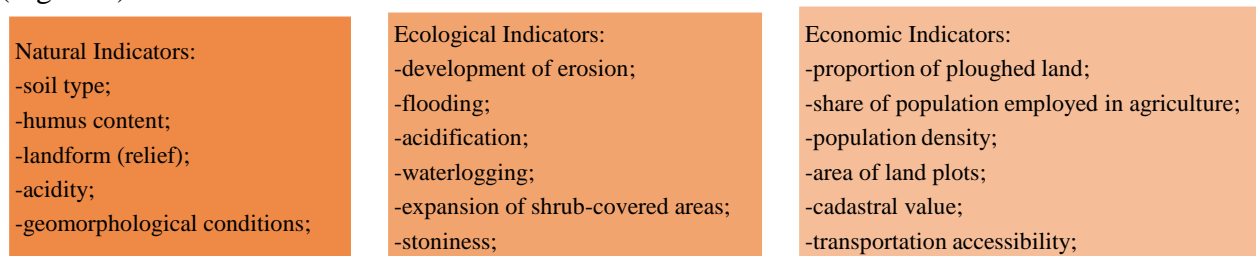 Natural Indicators:
-soil type;
-humus content;
-landform (relief);
-acidity;
-geomorphological conditions;
Ecological Indicators:
-development of erosion;
-flooding;
-acidification;
-waterlogging;
-expansion of shrub-covered areas;
-stoniness;
Economic Indicators:
-proportion of ploughed land;
-share of population employed in agriculture;
-population density;
-area of land plots;
-cadastral value;
-transportation accessibility;